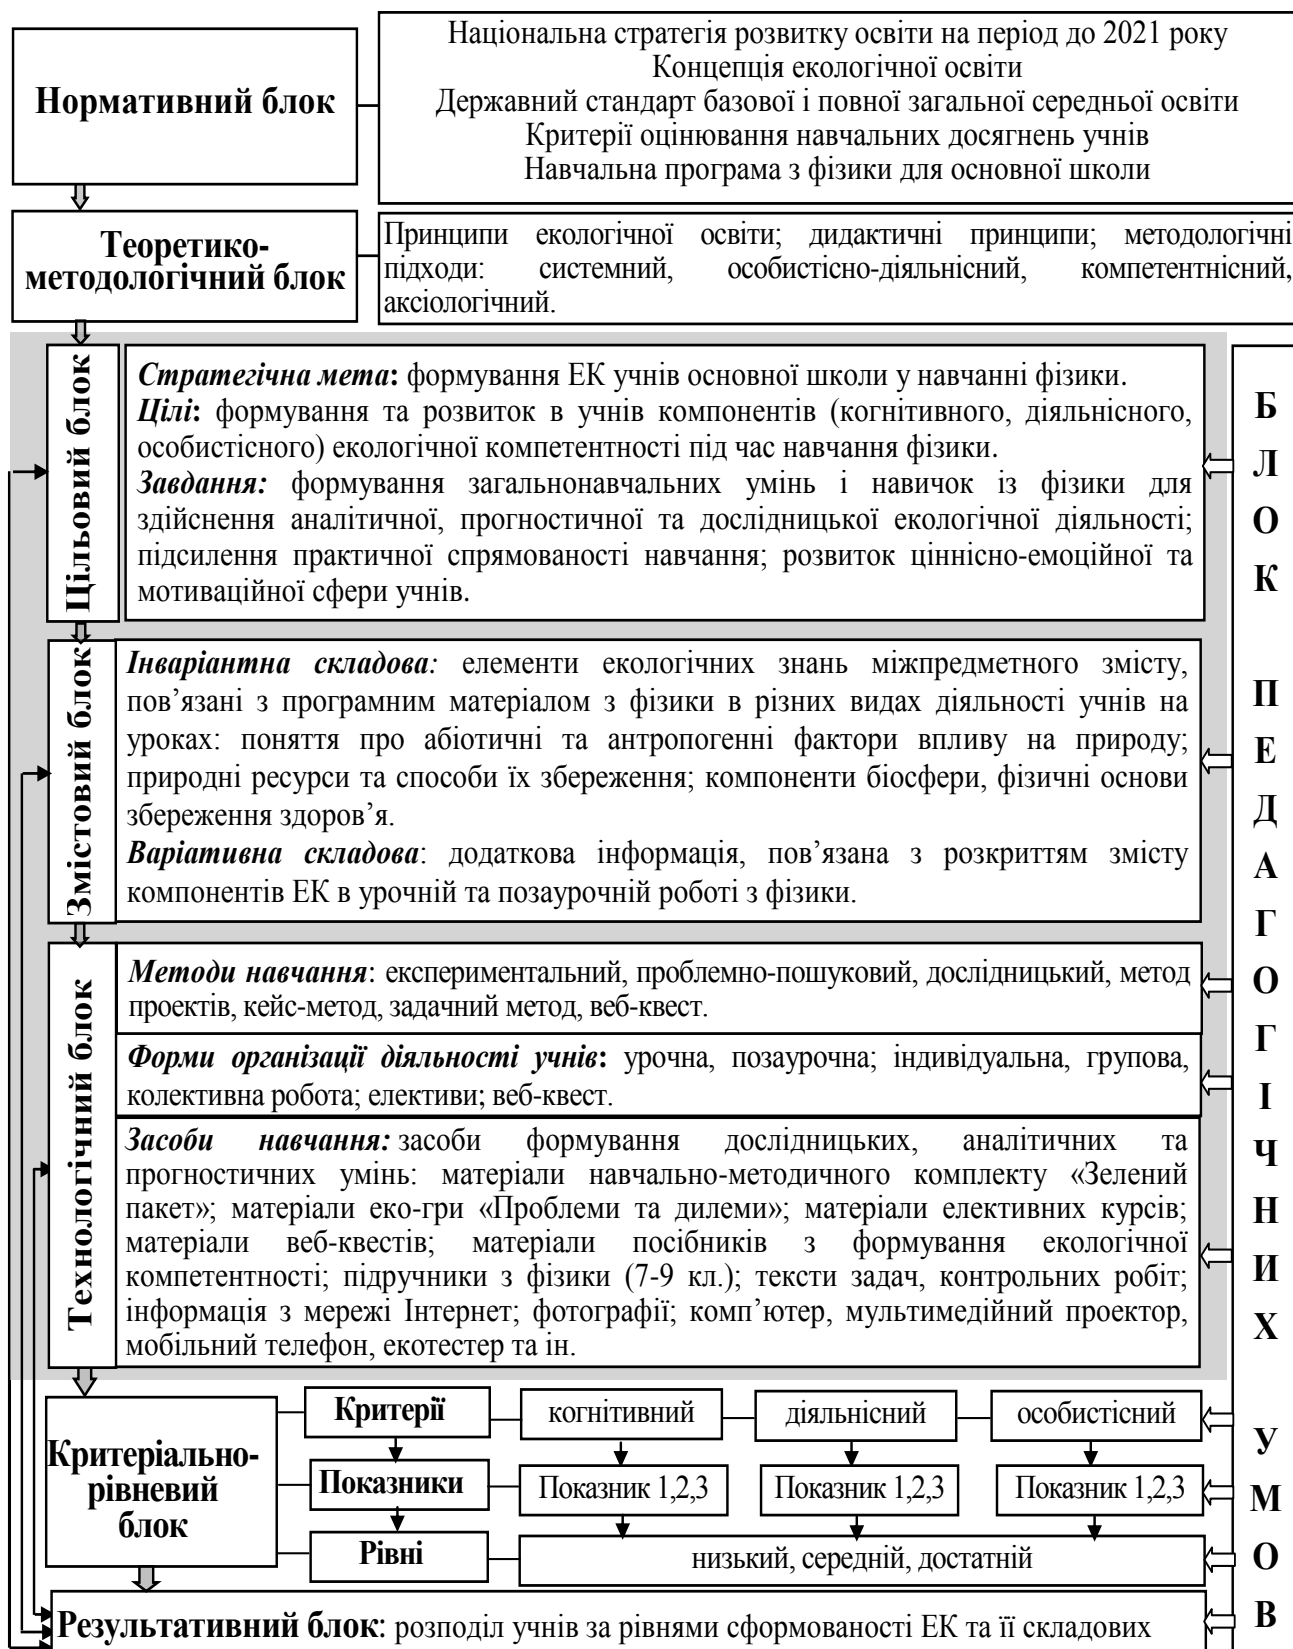 Нормативний блок
Національна стратегія розвитку освіти на період до 2021 року
Концепція екологічної освіти
Державний стандарт базової і повної загальної середньої освіти
Критерії оцінювання навчальних досягнень учнів
Навчальна програма з фізики для основної школи
Теоретико-
методологічний блок
Принципи екологічної освіти; дидактичні принципи; методологічні
підходи: системний, особистісно-діяльнісний, компетентнісний,
аксіологічний.
Цільовий блок
Стратегічна мета: формування ЕК учнів основної школи у навчанні фізики.
Цілі: формування та розвиток в учнів компонентів (когнітивного, діяльнісного,
особистісного) екологічної компетентності під час навчання фізики.
Завдання: формування загальнонавчальних умінь і навичок із фізики для
здійснення аналітичної, прогностичної та дослідницької екологічної діяльності;
підсилення практичної спрямованості навчання; розвиток ціннісно-емоційної та
мотиваційної сфери учнів.
Змістовий блок
Інваріантна складова: елементи екологічних знань міжпредметного змісту,
пов’язані з програмним матеріалом з фізики в різних видах діяльності учнів на
уроках: поняття про абіотичні та антропогенні фактори впливу на природу;
природні ресурси та способи їх збереження; компоненти біосфери, фізичні основи
збереження здоров’я.
Варіативна складова: додаткова інформація, пов’язана з розкриттям змісту
компонентів ЕК в урочній та позаурочній роботі з фізики.
Технологічний блок
Методи навчання: експериментальний, проблемно-пошуковий, дослідницький, метод
проектів, кейс-метод, задачний метод, веб-квест.
Форми організації діяльності учнів: урочна, позаурочна; індивідуальна, групова,
колективна робота; елективи; веб-квест.
Засоби навчання: засоби формування дослідницьких, аналітичних та
прогностичних умінь: матеріали навчально-методичного комплекту «Зелений
пакет»; матеріали еко-гри «Проблеми та дилеми»; матеріали елективних курсів;
матеріали веб-квестів; матеріали посібників з формування екологічної
компетентності; підручники з фізики (7-9 кл.); тексти задач, контрольних робіт;
інформація з мережі Інтернет; фотографії; комп’ютер, мультимедійний проектор,
мобільний телефон, екотестер та ін.
Критеріально-
рівневий
блок
Критерії
когнітивний
діяльнісний
особистісний
Показники
Показник 1,2,3
Показник 1,2,3
Показник 1,2,3
Рівні
низький, середній, достатній
Результативний блок: розподіл учнів за рівнями сформованості ЕК та її складових
БЛОК ПЕДАГОГІЧНИХ УМОВ